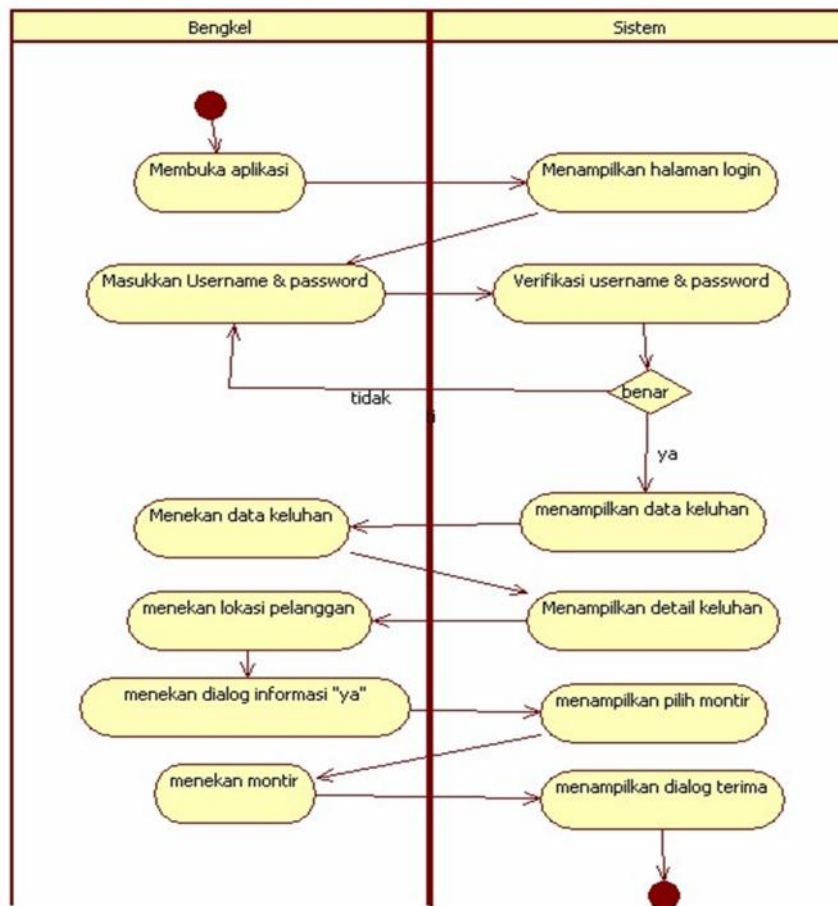 Bengkel
Sistem
Membuka aplikasi
Menampilkan halaman login
Masukkan Username & password
Verifikasi username & password
benar
tidak
ya
menampilkan data keluhan
Menekan data keluhan
Menampilkan detail keluhan
menekan lokasi pelanggan
menekan dialog informasi "ya"
menampilkan pilih montir
menekan montir
menampilkan dialog terima